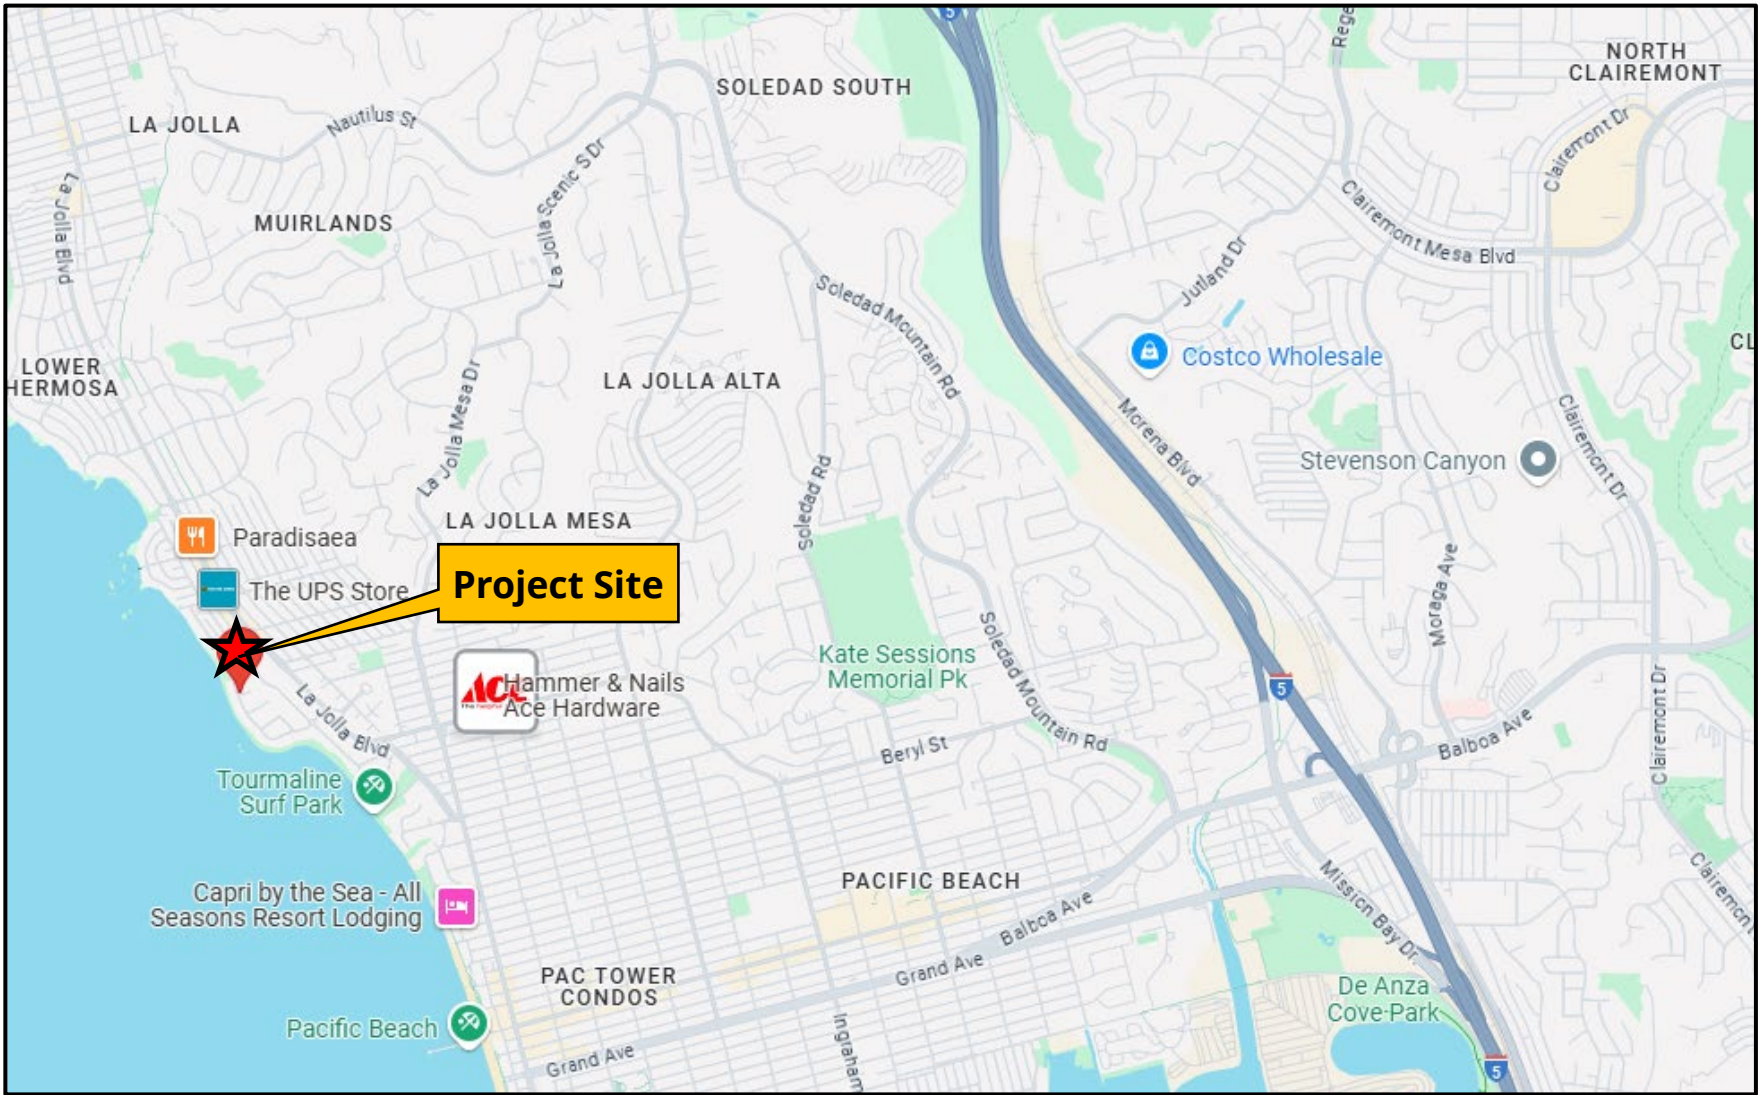 5
Rege
NORTH
CLAIREMONT
SOLEDAD SOUTH
LA JOLLA
Nautilus St
Clairemont Dr
La Jolla Scenic S Dr
La Jolla Blvd
MUIRLANDS
Clairemont Mesa Blvd
Jutland Dr
Soledad Mountain Rd
CL
Costco Wholesale
LOWER
HERMOSA
LA JOLLA ALTA
La Jolla Mesa Dr
Morena Blvd
Clairemont Dr
Stevenson Canyon
Soledad Rd
LA JOLLA MESA
Paradisaea
The UPS Store
Project Site
Moraga Ave
Kate Sessions
Memorial Pk
Soledad Mountain Rd
ACE
Hammer & Nails
Ace Hardware
5
La Jolla Blvd
Clairemont Dr
Balboa Ave
Beryl St
Tourmaline
Surf Park
PACIFIC BEACH
Mission Bay Dr
Clairemon
Capri by the Sea - All
Seasons Resort Lodging
Balboa Ave
Grand Ave
PAC TOWER
CONDOS
De Anza
Cove-Park
Pacific Beach
Ingraham
Grand Ave
5